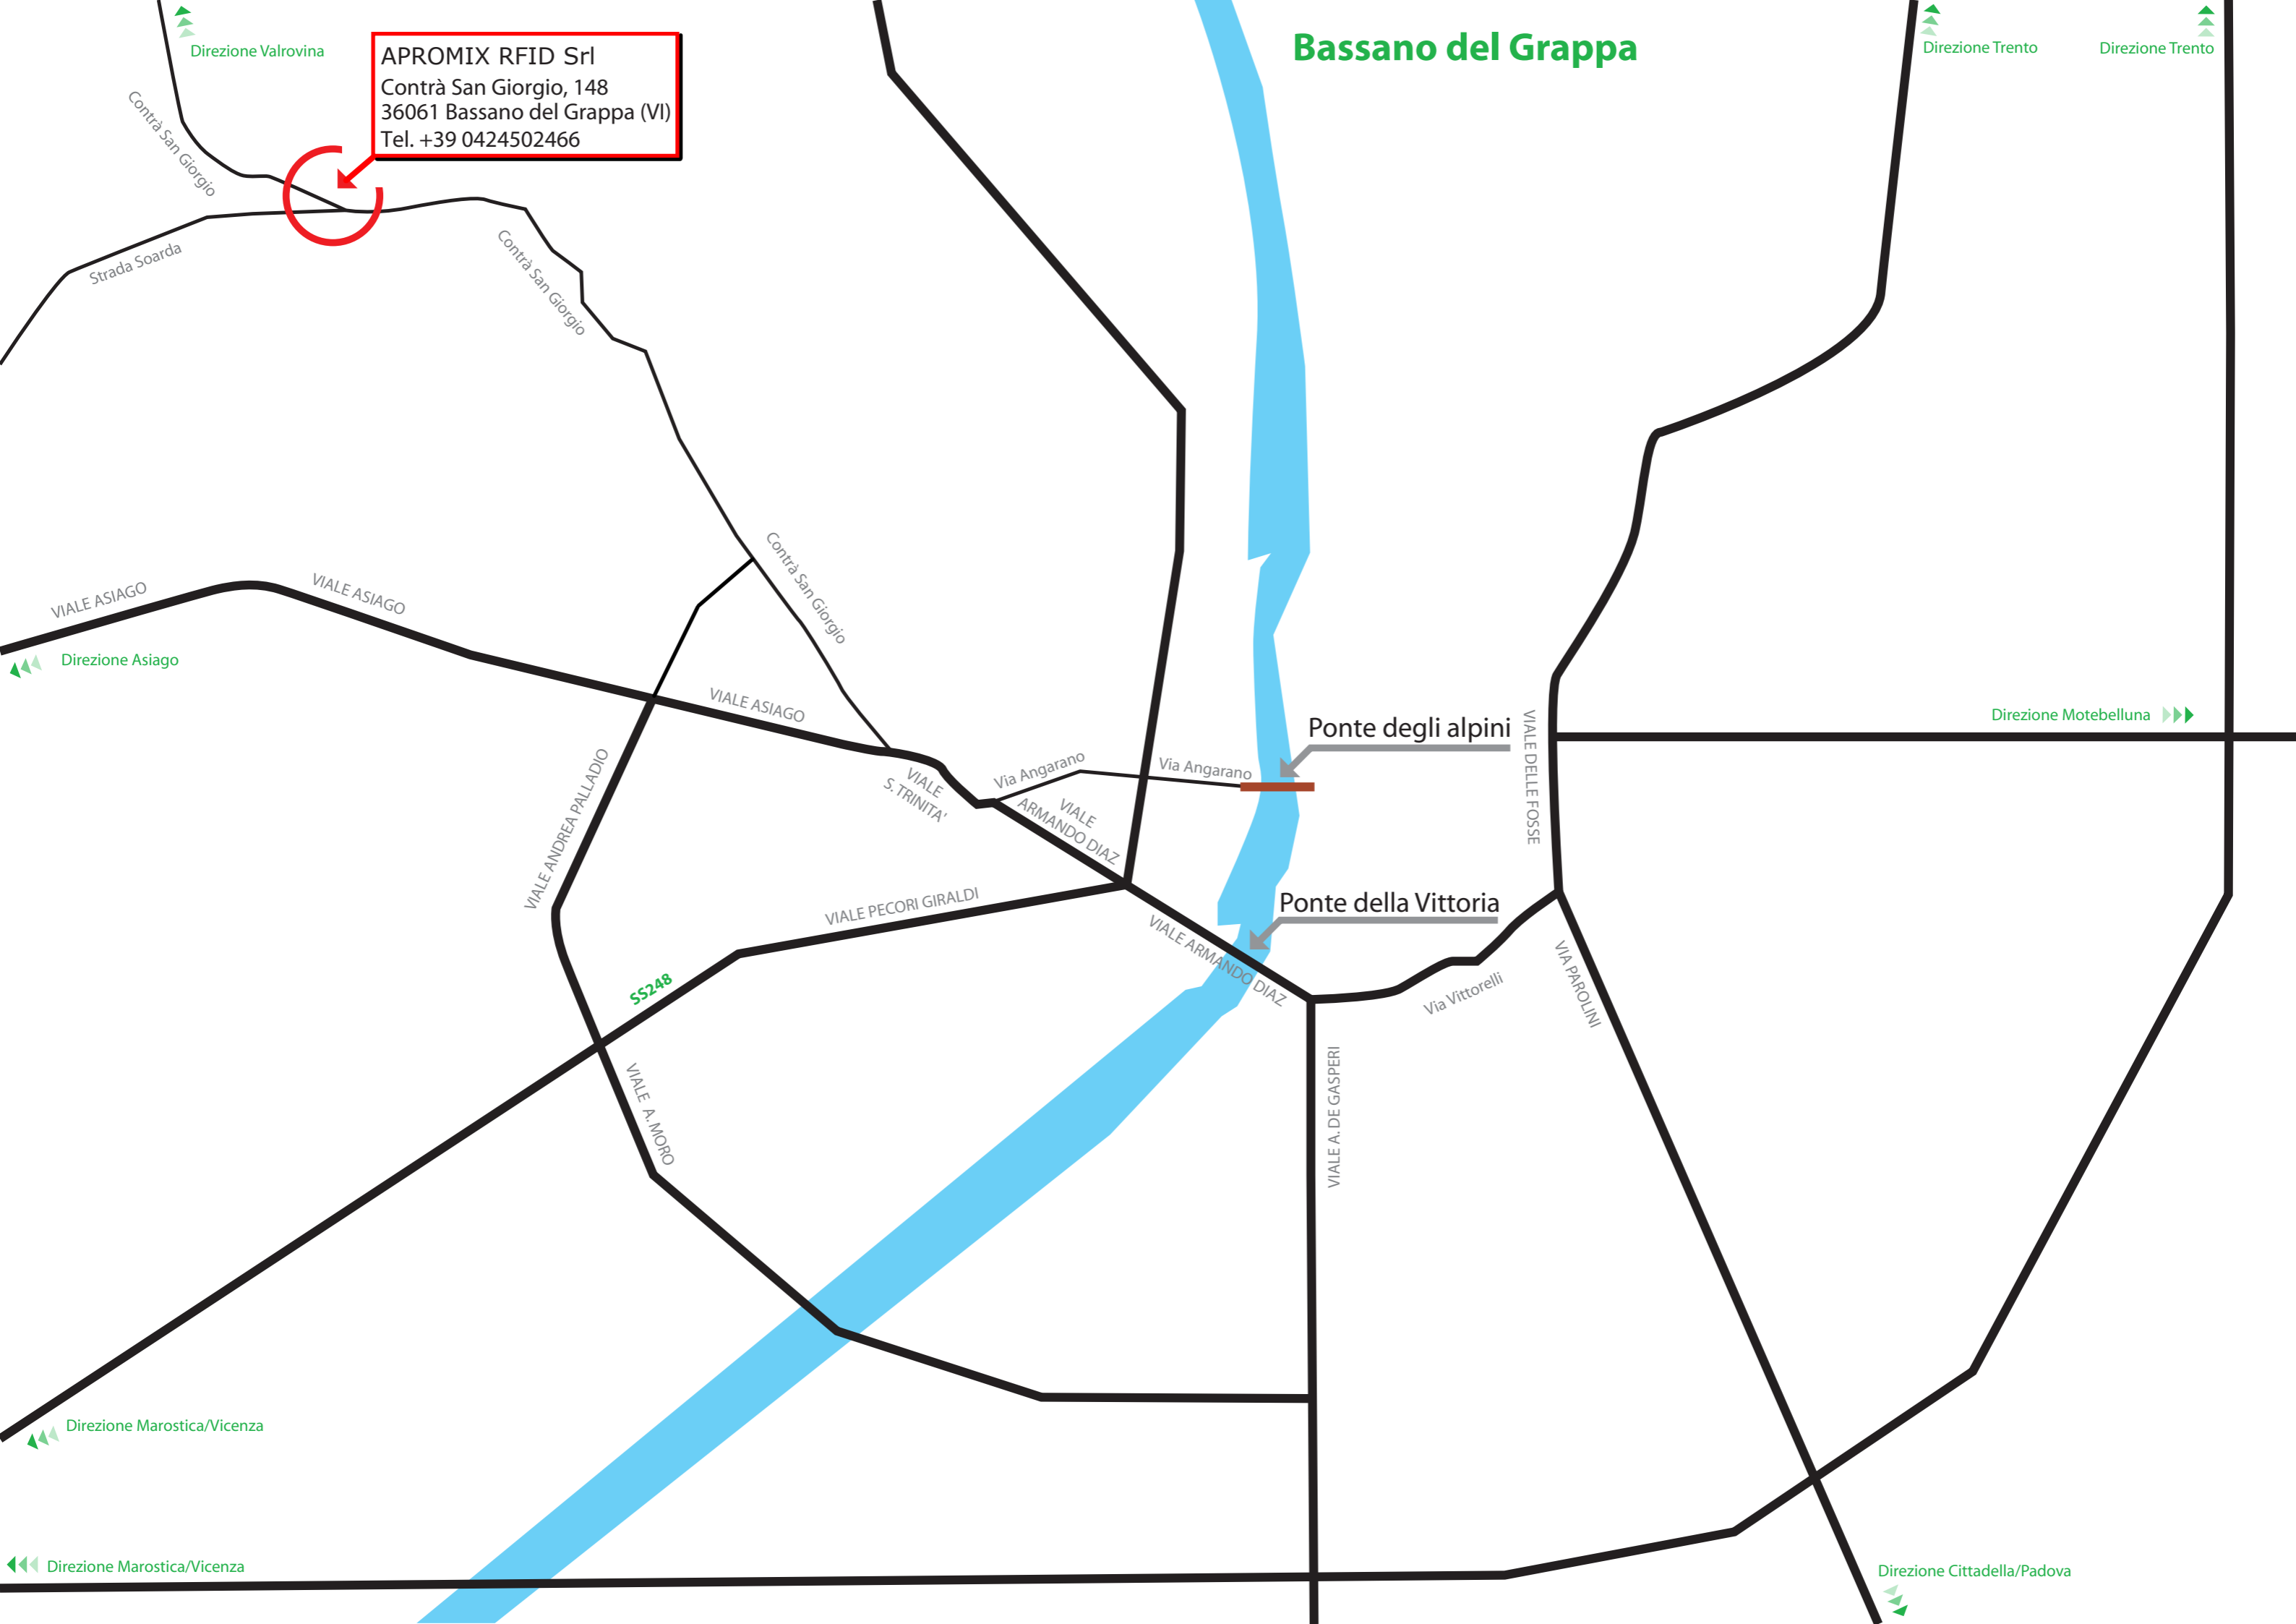 Direzione Valrovina
Bassano del Grappa
Direzione Trento
Direzione Trento
APROMIX RFID Srl
Contrà San Giorgio, 148
36061 Bassano del Grappa (VI)
Tel. +39 0424502466
Contrà San Giorgio
Strada Soarda
Contrà San Giorgio
Contrà San Giorgio
VIALE ASIAGO
VIALE ASIAGO
Direzione Asiago
VIALE ASIAGO
Direzione Motebelluna
Ponte degli alpini
VIALE DELLE FOSSE
Via Angarano
Via Angarano
VIALE
S. TRINITA'
VIALE
ARMANDO DIAZ
VIALE ANDREA PALLADIO
VIALE PECORI GIRALDI
Ponte della Vittoria
VIALE ARMANDO DIAZ
Via Vittorelli
VIA PAROLINI
SS248
VIALE A. MORO
VIALE A. DE GASPERI
Direzione Marostica/Vicenza
Direzione Marostica/Vicenza
Direzione Cittadella/Padova